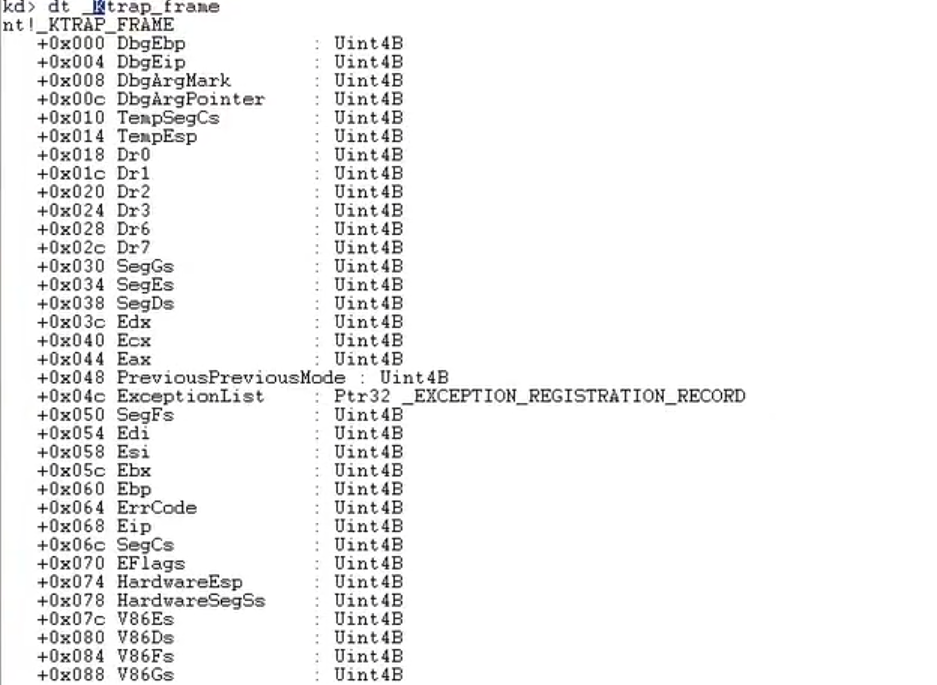 kd> dt _Ktrap_frame
nt!_KTRAP_FRAME
+0x000 DbgEbp : Uint4B
+0x004 DbgEip : Uint4B
+0x008 DbgArgMark : Uint4B
+0x00c DbgArgPointer : Uint4B
+0x010 TempSegCs : Uint4B
+0x014 TempEsp : Uint4B
+0x018 Dr0 : Uint4B
+0x01c Dr1 : Uint4B
+0x020 Dr2 : Uint4B
+0x024 Dr3 : Uint4B
+0x028 Dr6 : Uint4B
+0x02c Dr7 : Uint4B
+0x030 SegGs : Uint4B
+0x034 SegEs : Uint4B
+0x038 SegDs : Uint4B
+0x03c Edx : Uint4B
+0x040 Ecx : Uint4B
+0x044 Eax : Uint4B
+0x048 PreviousPreviousMode : Uint4B
+0x04c ExceptionList : Ptr32 _EXCEPTION_REGISTRATION_RECORD
+0x050 SegFs : Uint4B
+0x054 Edi : Uint4B
+0x058 Esi : Uint4B
+0x05c Ebx : Uint4B
+0x060 Ebp : Uint4B
+0x064 ErrCode : Uint4B
+0x068 Eip : Uint4B
+0x06c SegCs : Uint4B
+0x070 EFlags : Uint4B
+0x074 HardwareEsp : Uint4B
+0x078 HardwareSegSs : Uint4B
+0x07c V86Es : Uint4B
+0x080 V86Ds : Uint4B
+0x084 V86Fs : Uint4B
+0x088 V86Gs : Uint4B